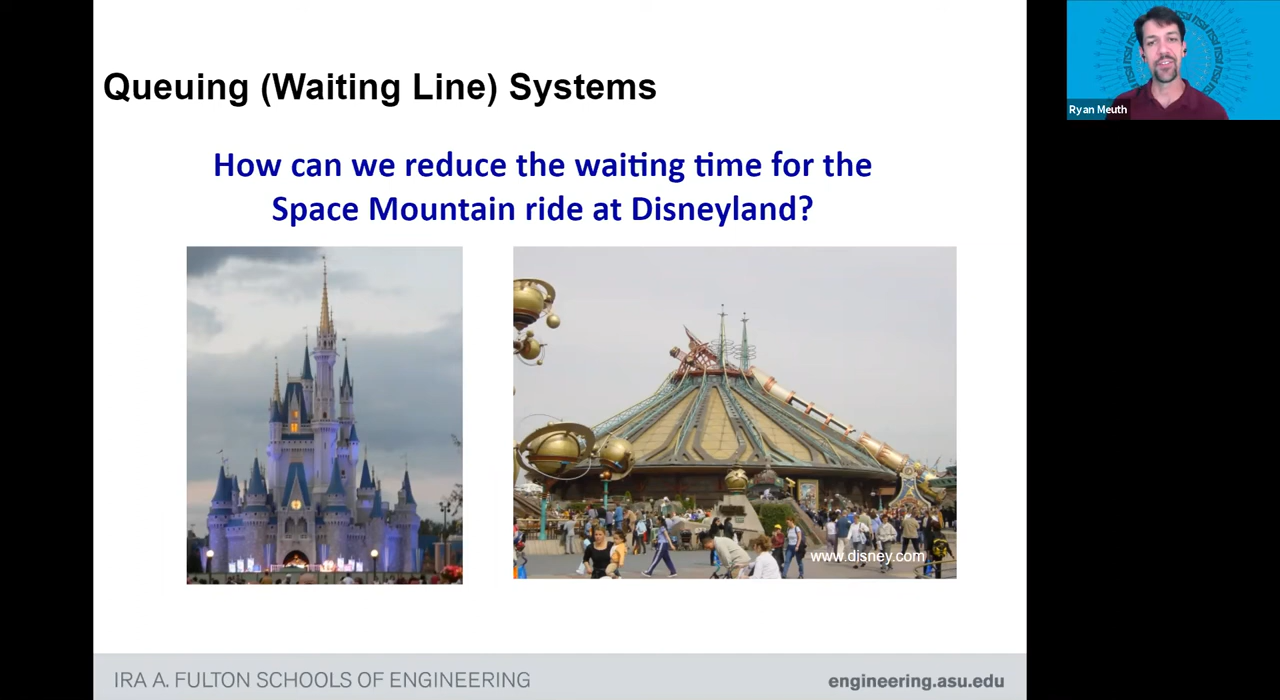 Queuing (Waiting Line) Systems
How can we reduce the waiting time for the
Space Mountain ride at Disneyland?
www.disney.com
IRA A. FULTON SCHOOLS OF ENGINEERING
engineering.asu.edu
Ryan Meuth